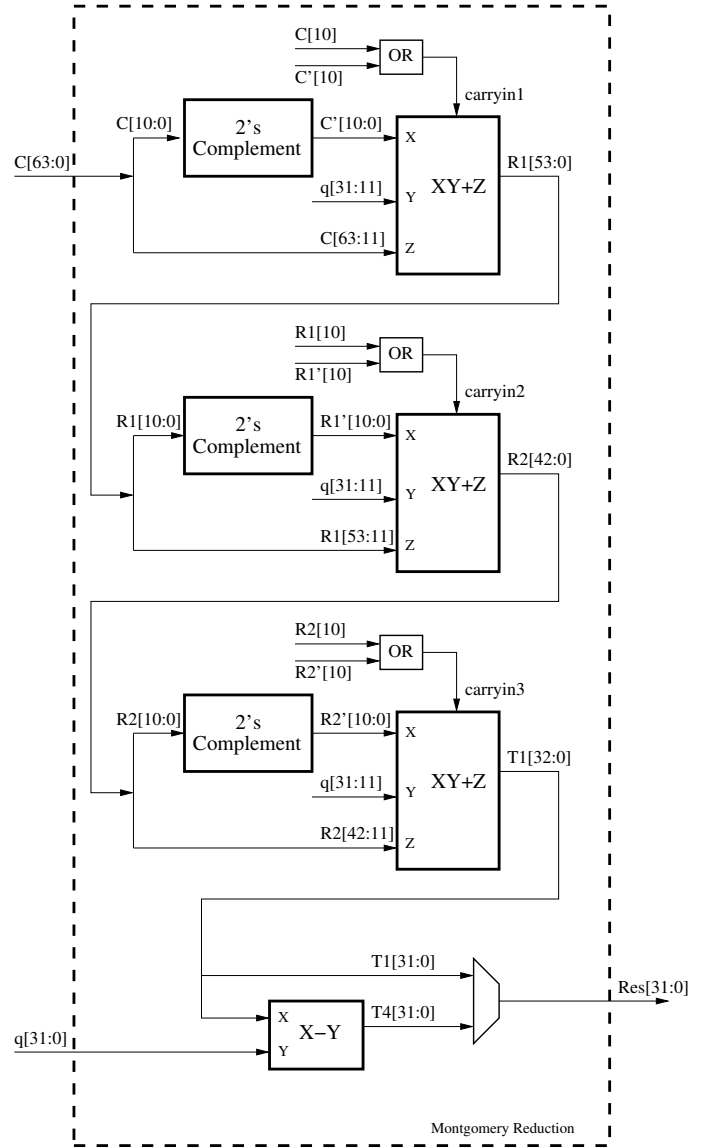 C[10]
OR
C'[10]
carryin1
C[10:0]
2's
Complement
C'[10:0]
X
C[63:0]
q[31:11]
Y
XY+Z
R1[53:0]
C[63:11]
Z
R1[10]
OR
R1'[10]
carryin2
R1[10:0]
2's
Complement
R1'[10:0]
X
q[31:11]
Y
XY+Z
R2[42:0]
R1[53:11]
Z
R2[10]
OR
R2'[10]
carryin3
R2[10:0]
2's
Complement
R2'[10:0]
X
q[31:11]
Y
XY+Z
T1[32:0]
R2[42:11]
Z
T1[31:0]
Res[31:0]
X
X−Y
T4[31:0]
q[31:0]
Y
Montgomery Reduction